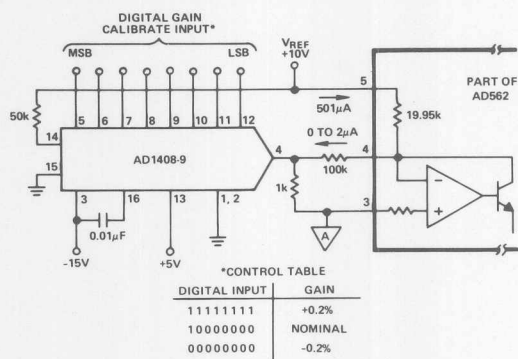 DIGITAL GAIN
CALIBRATE INPUT*
MSB LSB
VREF
+10V
5 6 7 8 9 10 11 12
50k
14
15
AD1408-9
3 16 13 1, 2
4
0.01μF
-15V
+5V
501μA
0 TO 2μA
100k
1k
A
5
4
3
PART OF
AD562
19.95k
-
+
*CONTROL TABLE
DIGITAL INPUT GAIN
11111111 +0.2%
10000000 NOMINAL
00000000 -0.2%